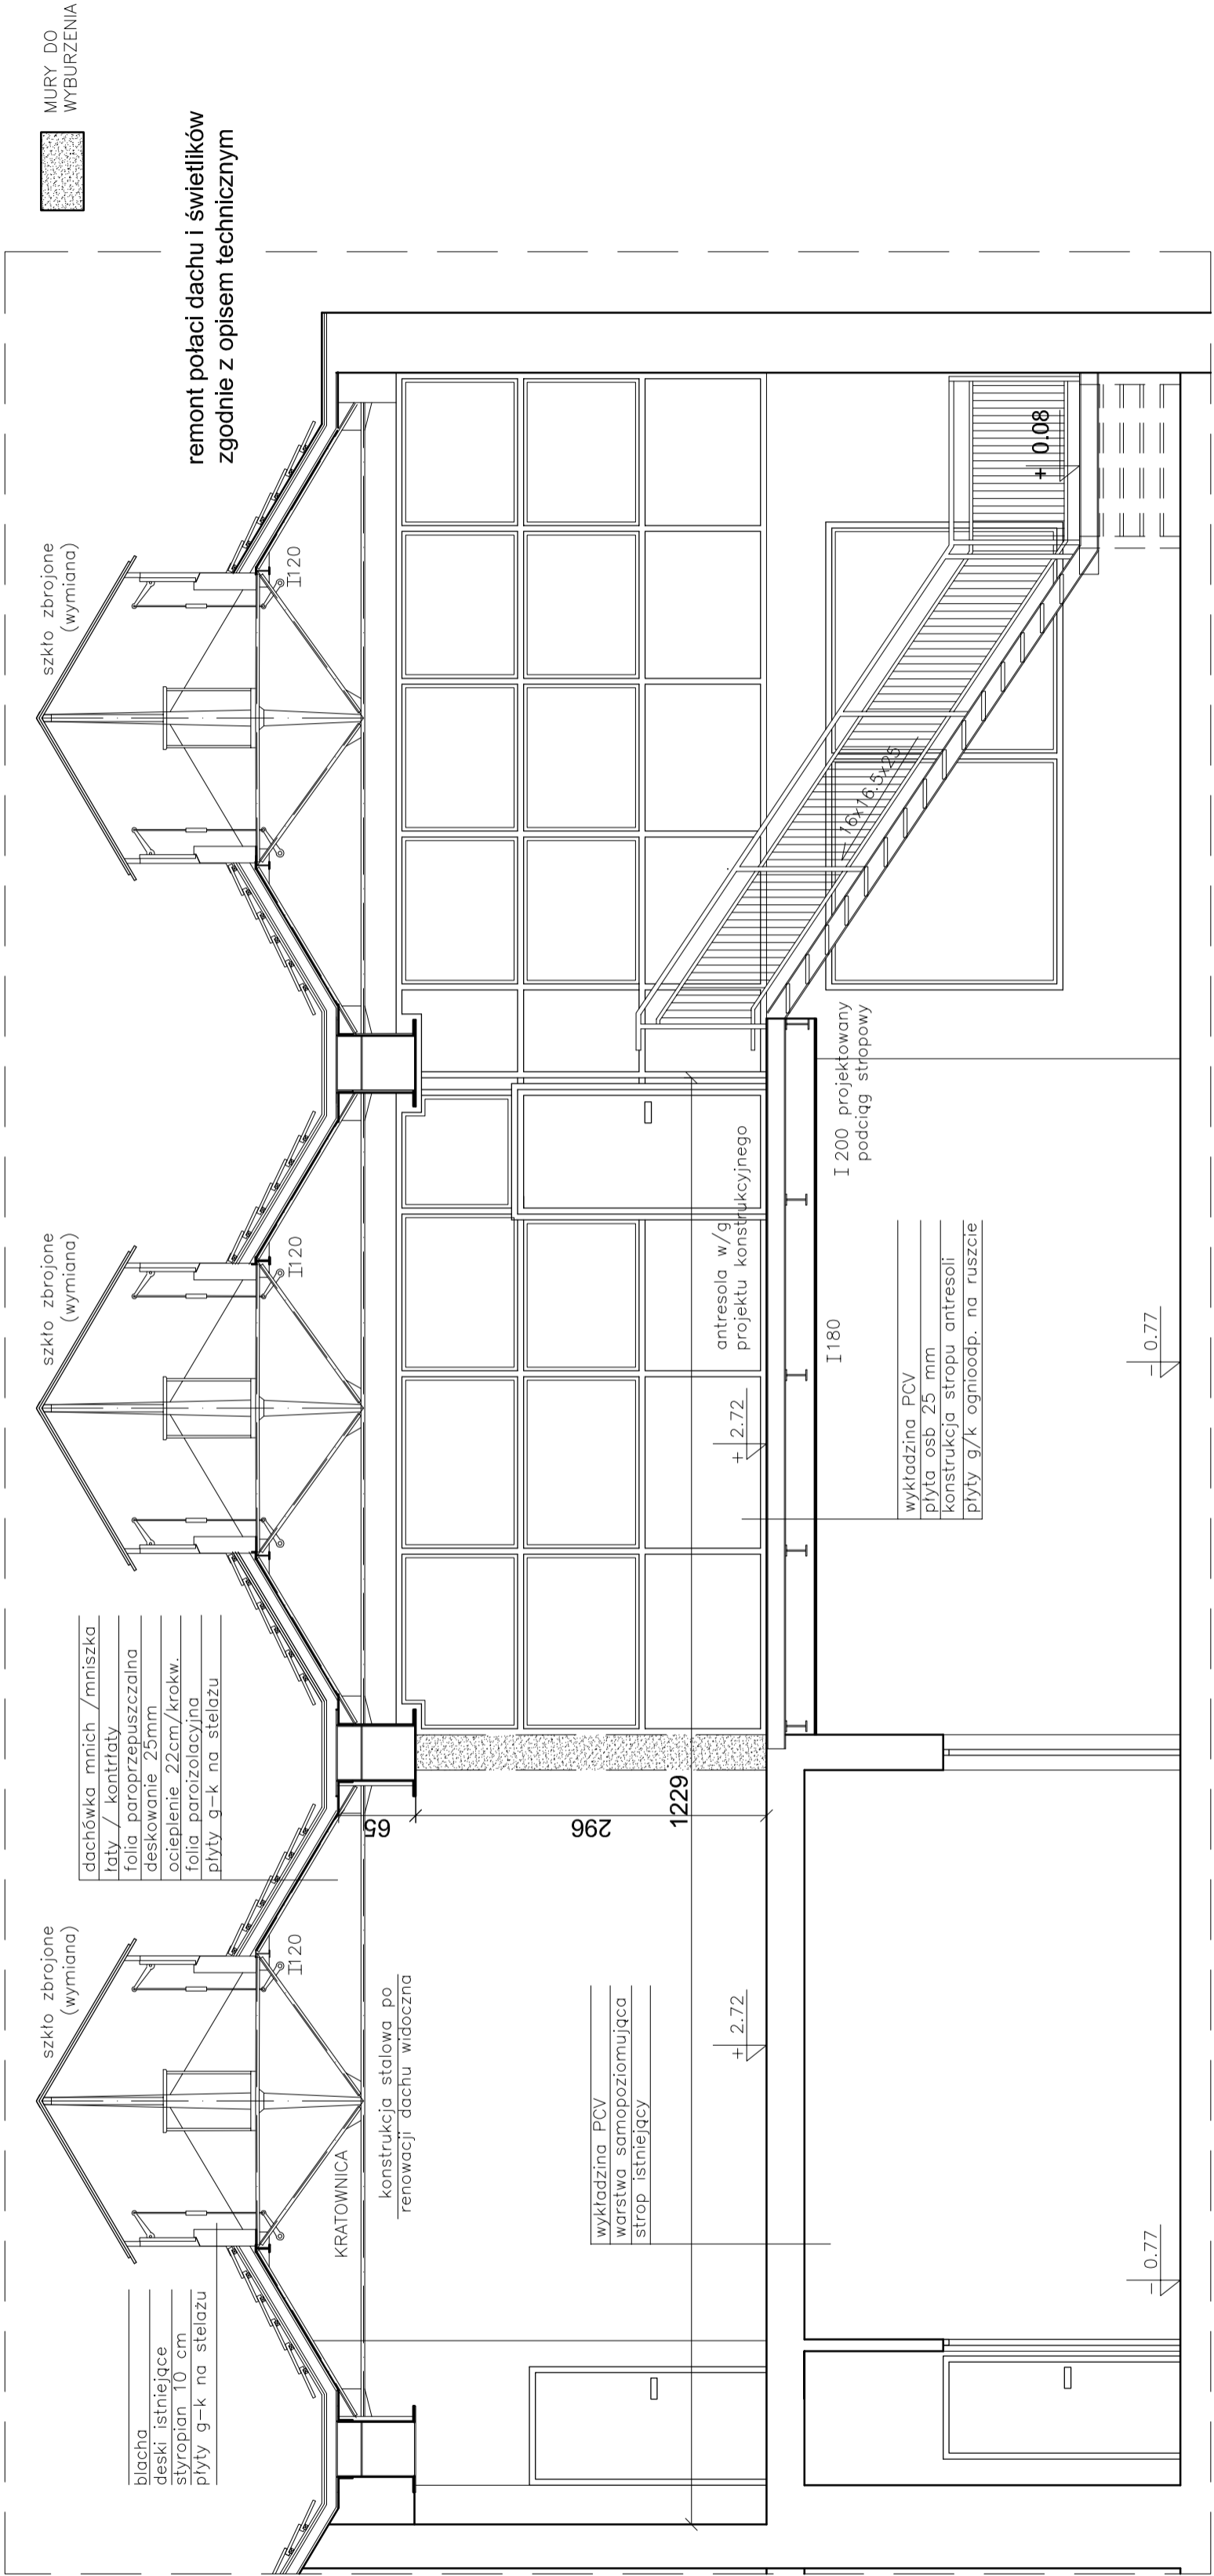 MURY DO
WYBURZENIA
remont połaci dachu i świetlików
zgodnie z opisem technicznym
szkło zbrojone
(wymiana)
szkło zbrojone
(wymiana)
szkło zbrojone
(wymiana)
blacha
deski istniejące
styropian 10 cm
płyty g-k na stelażu
dachówka mnich /mniszka
łaty / kontrłaty
folia paroprzepuszczalna
deskowanie 25mm
ocieplenie 22cm/krokw.
folia paroizolacyjna
płyty g-k na stelażu
I120
I120
I120
KRATOWNICA
konstrukcja stalowa po
renowacji dachu widoczna
65
296
1229
wykładzina PCV
warstwa samopoziomująca
strop istniejący
+ 2.72
+ 2.72
antresola w/g
projektu konstrukcyjnego
I180
I 200 projektowany
podciąg stropowy
16x16.5x25
+ 0.08
wykładzina PCV
płyta osb 25 mm
konstrukcja stropu antresoli
płyty g/k ognioodp. na ruszcie
- 0.77
- 0.77